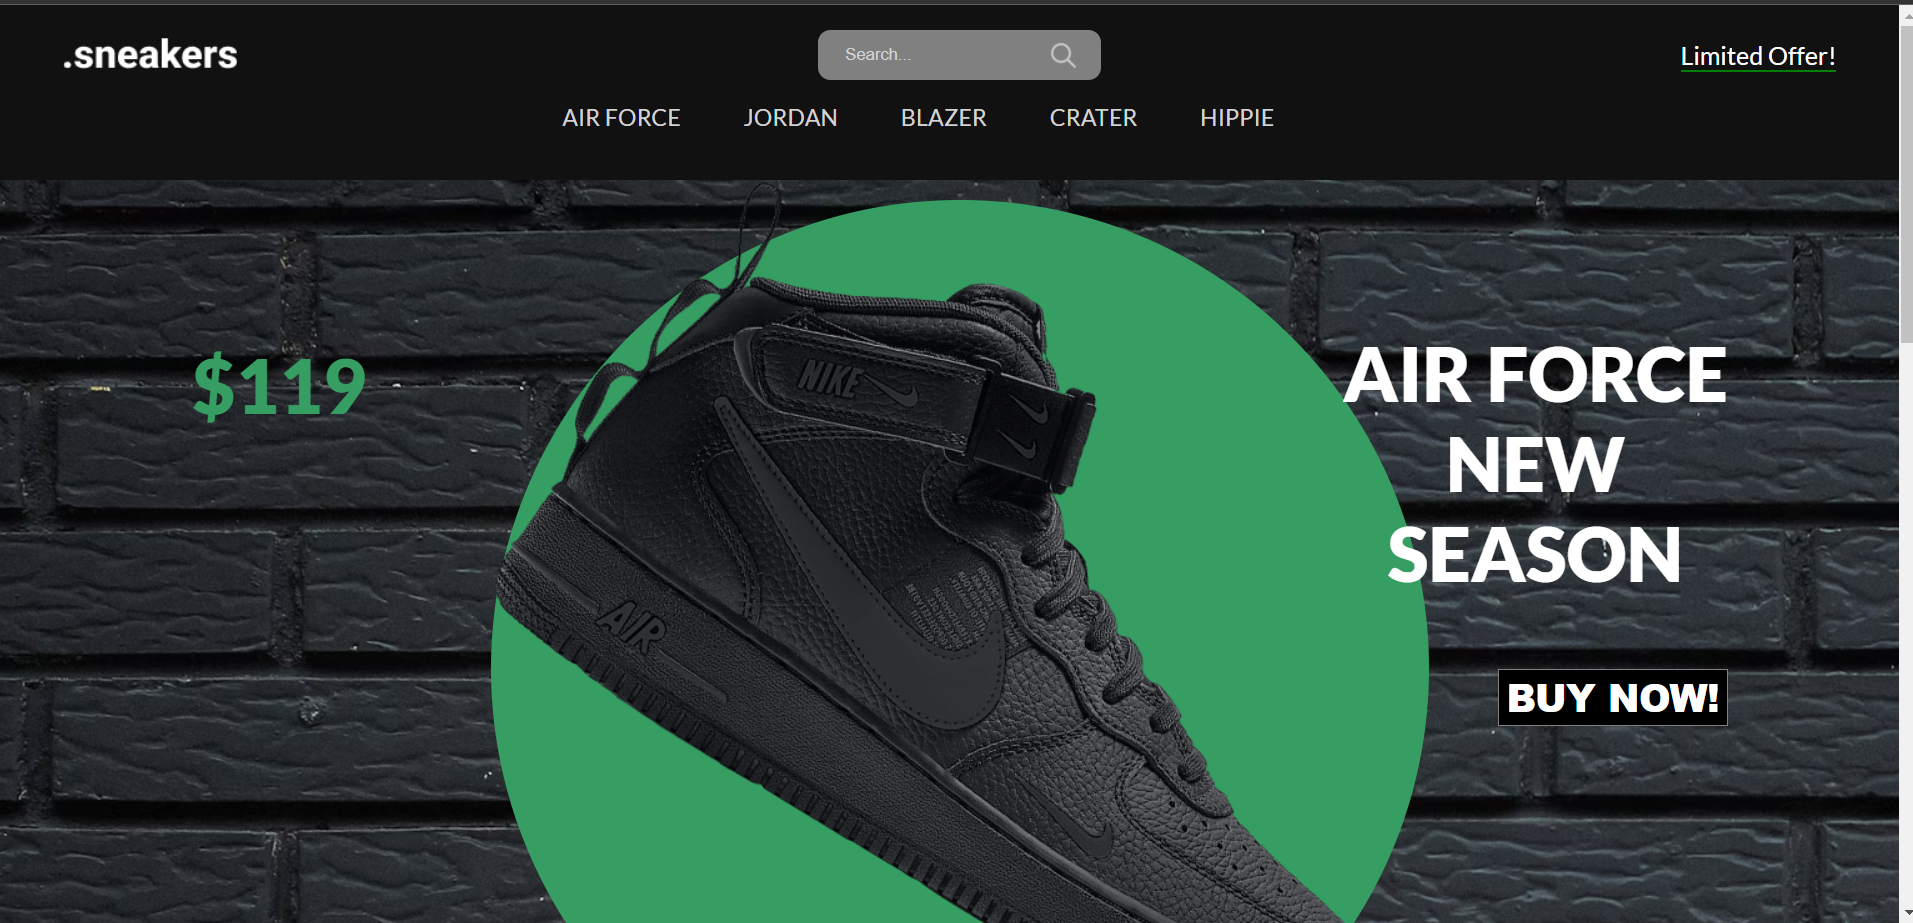 .sneakers
Search...
Limited Offer!
AIR FORCE
JORDAN
BLAZER
CRATER
HIPPIE
$119
AIR FORCE
NEW
SEASON
BUY NOW!
NIKE
AIR